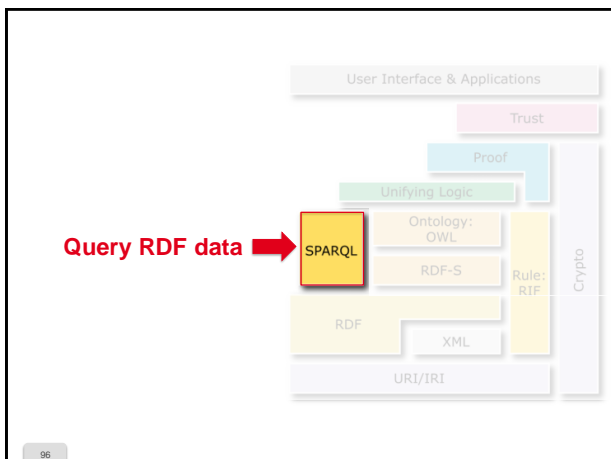 User Interface & Applications
Trust
Proof
Unifying Logic
Query RDF data
SPARQL
Ontology:
OWL
RDF-S
Rule:
RIF
Crypto
RDF
XML
URI/IRI
96